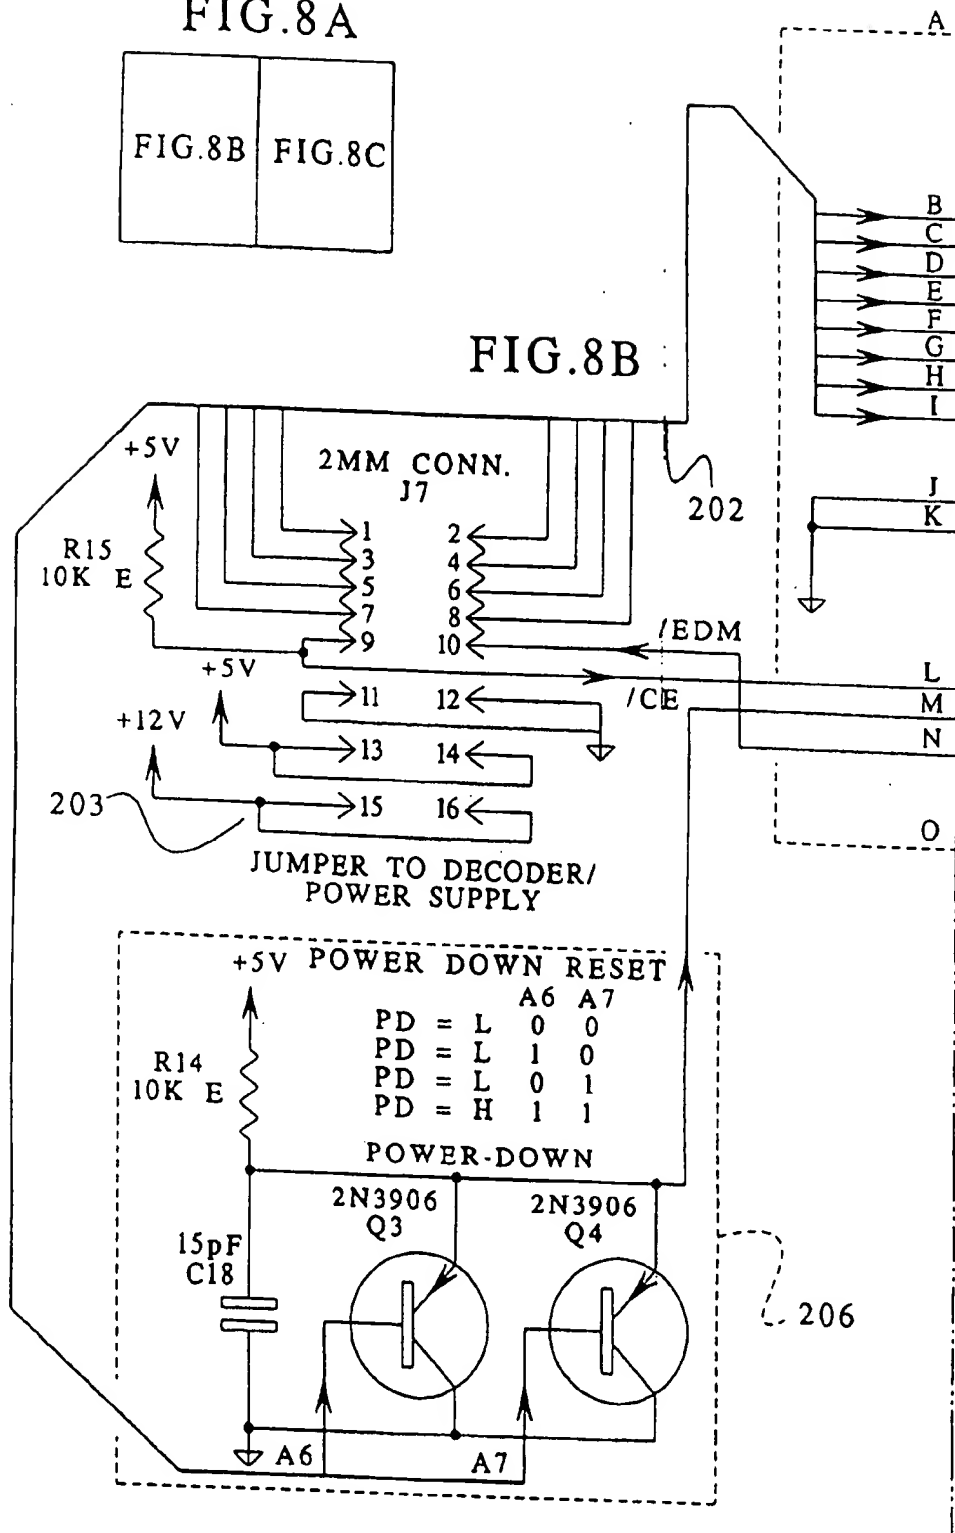 FIG.8A
A
FIG.8B FIG.8C
B
C
D
E
F
G
H
I
FIG.8B
+5V
2MM CONN.
J7
202
J
K
R15
10K E
1 2
3 4
5 6
7 8
9 10
/EDM
+5V
/CE
L
M
N
+12V
11 12
13 14
15 16
203
O
JUMPER TO DECODER/
POWER SUPPLY
+5V POWER DOWN RESET
A6 A7
PD = L 0 0
PD = L 1 0
PD = L 0 1
PD = H 1 1
R14
10K E
POWER-DOWN
2N3906
Q3
2N3906
Q4
15pF
C18
206
A6
A7